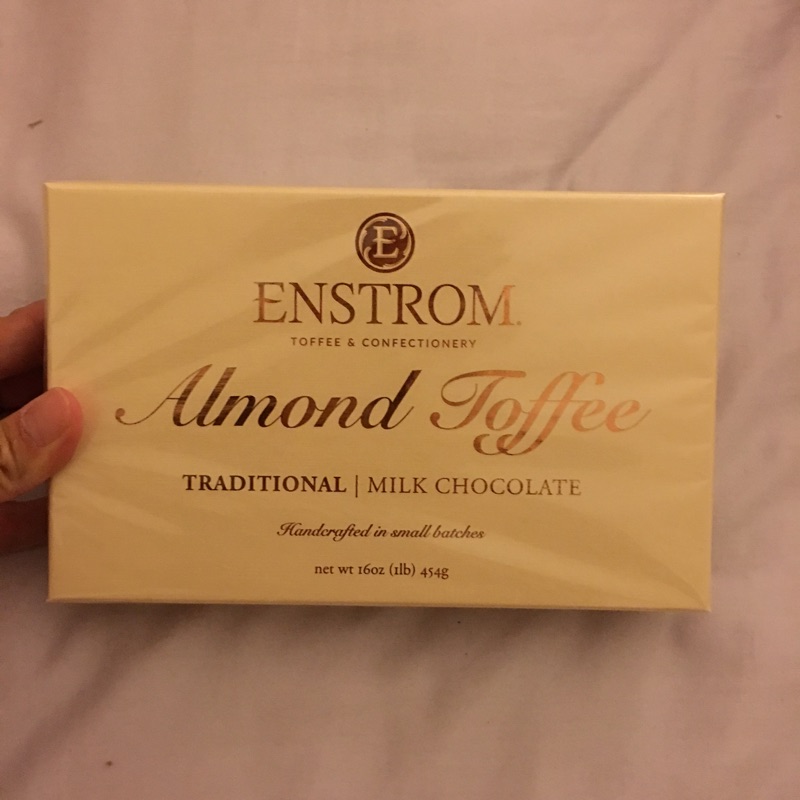 E
ENSTROM.
TOFFEE & CONFECTIONERY
Almond Toffee
TRADITIONAL | MILK CHOCOLATE
Handcrafted in small batches
net wt 16oz (1lb) 454g